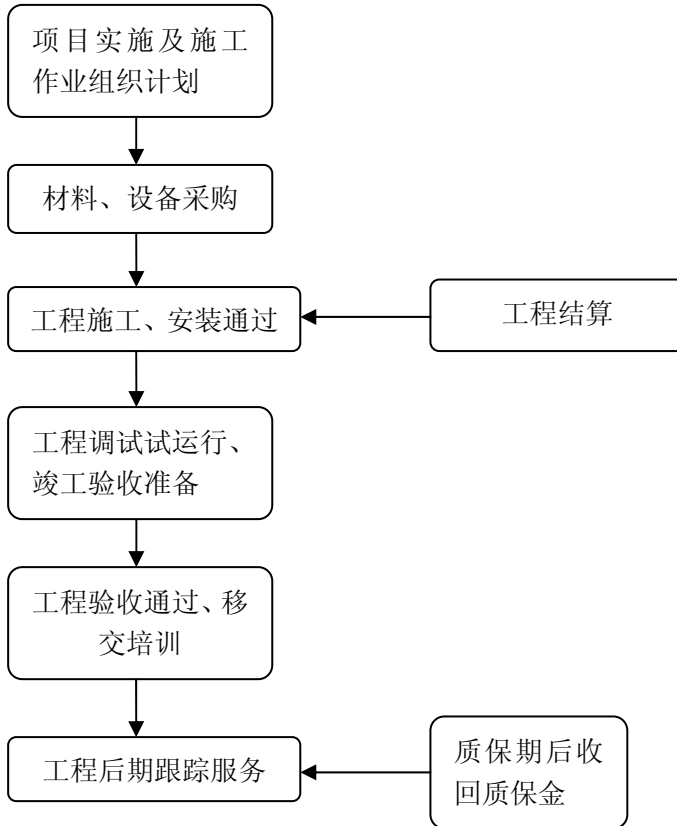 项目实施及施工
作业组织计划
材料、设备采购
工程施工、安装通过
工程结算
工程调试试运行、
竣工验收准备
工程验收通过、移
交培训
工程后期跟踪服务
质保期后收
回质保金